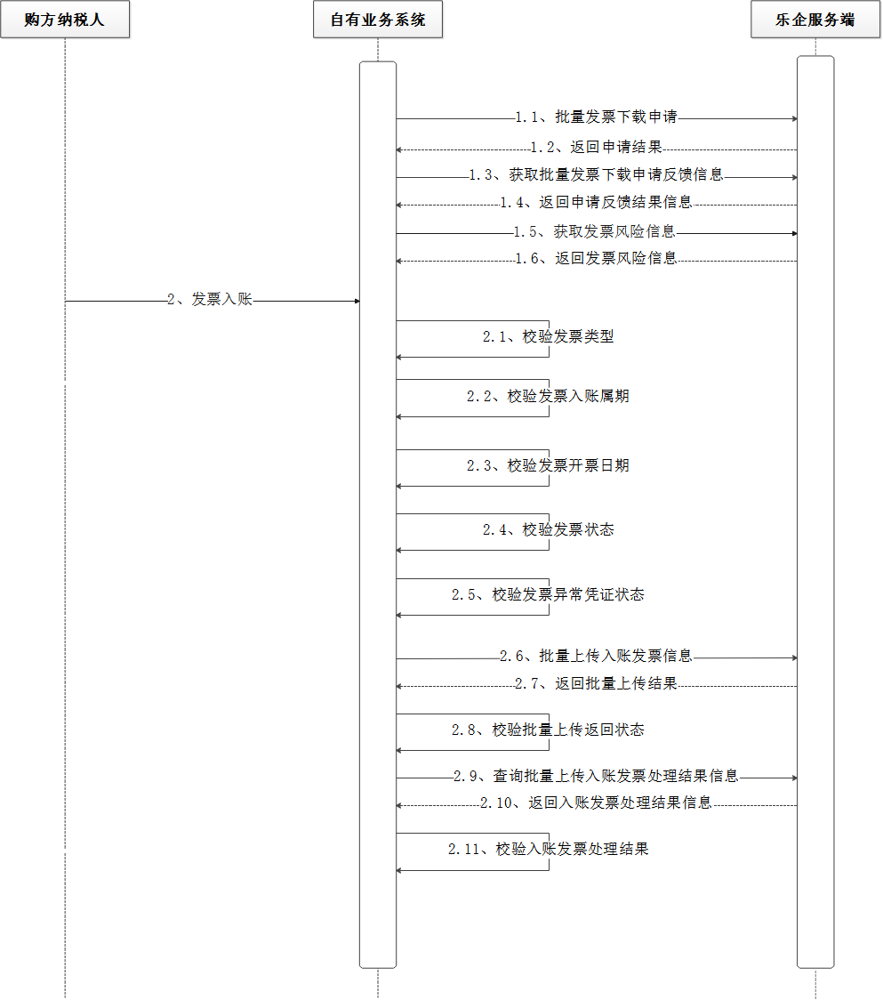 购方纳税人
自有业务系统
乐企服务端
1.1、批量发票下载申请
1.2、返回申请结果
1.3、获取批量发票下载申请反馈信息
1.4、返回申请反馈结果信息
1.5、获取发票风险信息
1.6、返回发票风险信息
2、发票入账
2.1、校验发票类型
2.2、校验发票入账属期
2.3、校验发票开票日期
2.4、校验发票状态
2.5、校验发票异常凭证状态
2.6、批量上传入账发票信息
2.7、返回批量上传结果
2.8、校验批量上传返回状态
2.9、查询批量上传入账发票处理结果信息
2.10、返回入账发票处理结果信息
2.11、校验入账发票处理结果